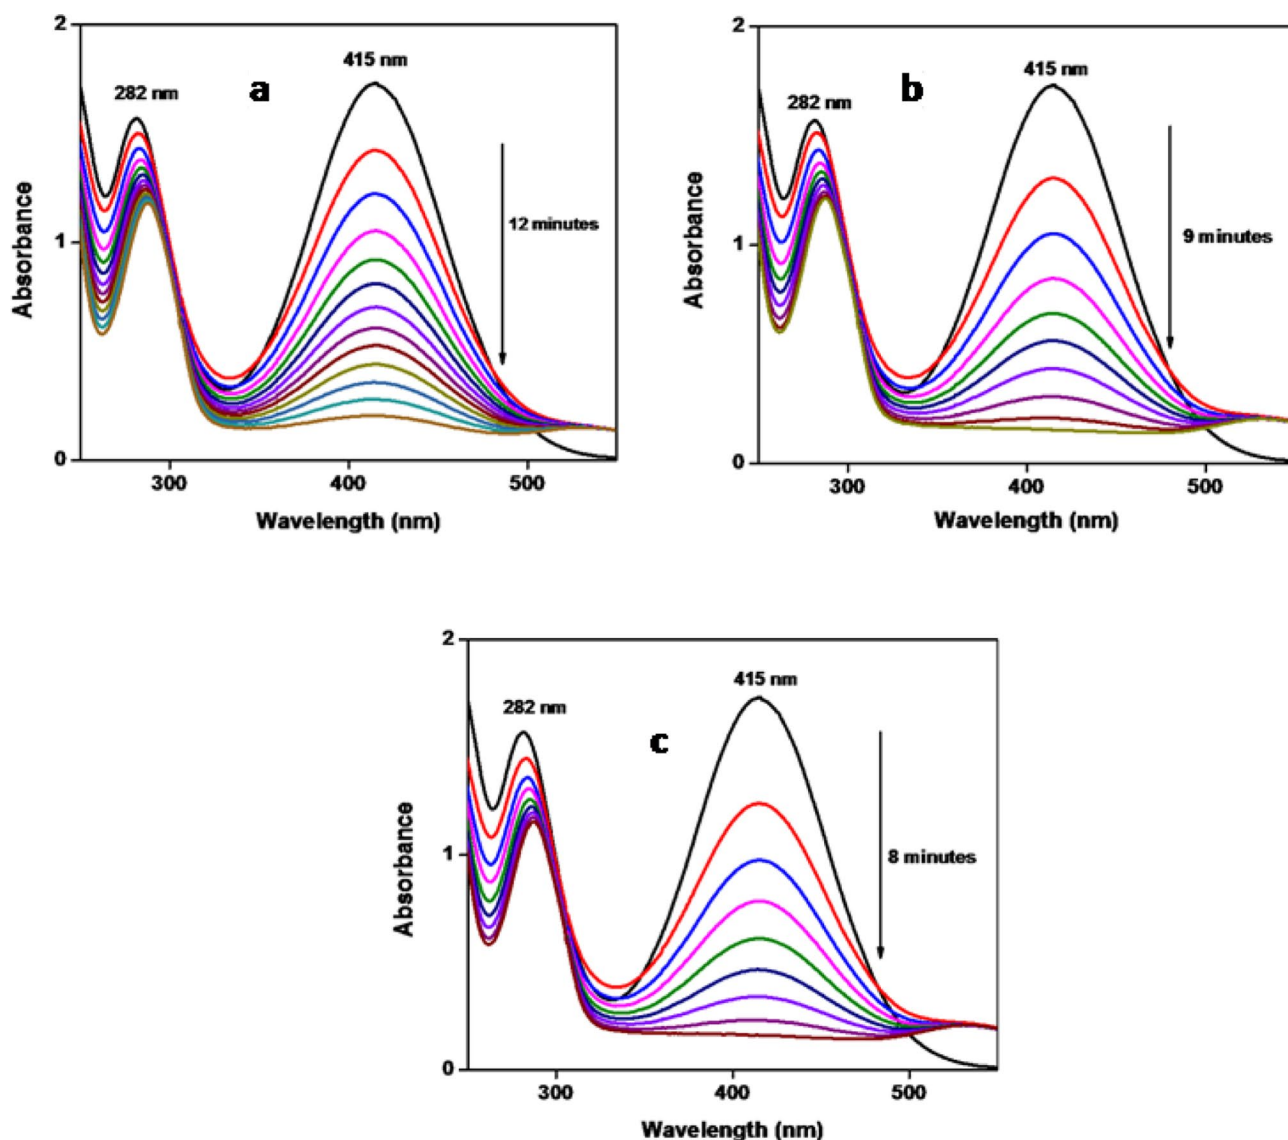 2
415 nm
282 nm
a
12 minutes
1
0
300
400
500
Absorbance
Wavelength (nm)
2
415 nm
282 nm
b
9 minutes
1
0
300
400
500
Absorbance
Wavelength (nm)
2
415 nm
282 nm
c
8 minutes
1
0
300
400
500
Absorbance
Wavelength (nm)